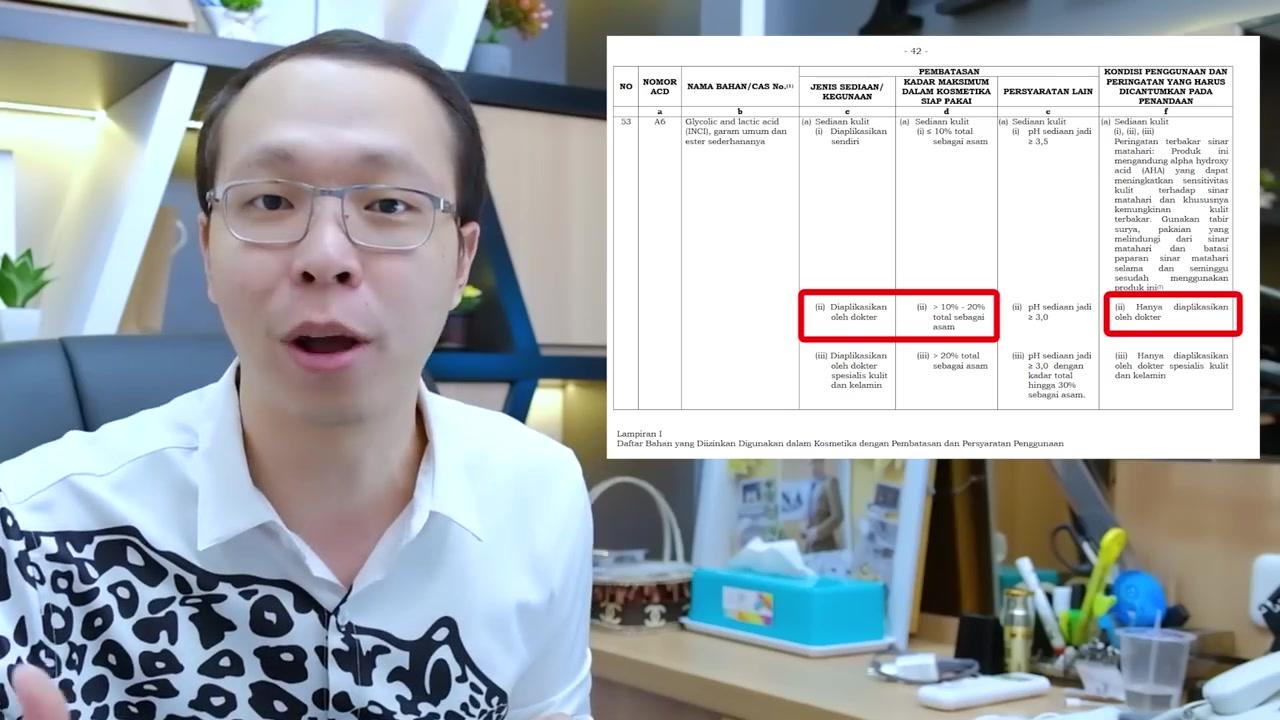 - 42 -
NO
NOMOR
ACD
NAMA BAHAN/CAS No.(1)
PEMBATASAN
JENIS SEDIAAN/
KEGUNAAN
KADAR MAKSIMUM
DALAM KOSMETIKA
SIAP PAKAI
PERSYARATAN LAIN
KONDISI PENGGUNAAN DAN
PERINGATAN YANG HARUS
DICANTUMKAN PADA
PENANDAAN
a
b
c
d
e
f
53
A6
Glycolic and lactic acid
(INCI), garam umum dan
ester sederhananya
(a) Sediaan kulit
(i) Diaplikasikan
sendiri
(a) Sediaan kulit
(i) ≤ 10% total
sebagai asam
(a) Sediaan kulit
(i) pH sediaan jadi
≥ 3,5
(a) Sediaan kulit
(i), (ii), (iii)
Peringatan terbakar sinar
matahari: Produk ini
mengandung alpha hydroxy
acid (AHA) yang dapat
meningkatkan sensitivitas
kulit terhadap sinar
matahari dan khususnya
kemungkinan kulit
terbakar. Gunakan tabir
surya, pakaian yang
melindungi dari sinar
matahari dan batasi
paparan sinar matahari
selama dan seminggu
sesudah menggunakan
produk ini(7)
(ii) Diaplikasikan
oleh dokter
(ii) > 10% - 20%
total sebagai
asam
(ii) pH sediaan jadi
≥ 3,0
(ii) Hanya diaplikasikan
oleh dokter
(iii) Diaplikasikan
oleh dokter
spesialis kulit
dan kelamin
(iii) > 20% total
sebagai asam
(iii) pH sediaan jadi
≥ 3,0 dengan
kadar total
hingga 30%
sebagai asam.
(iii) Hanya diaplikasikan
oleh dokter spesialis kulit
dan kelamin
Lampiran I
Daftar Bahan yang Diizinkan Digunakan dalam Kosmetika dengan Pembatasan dan Persyaratan Penggunaan